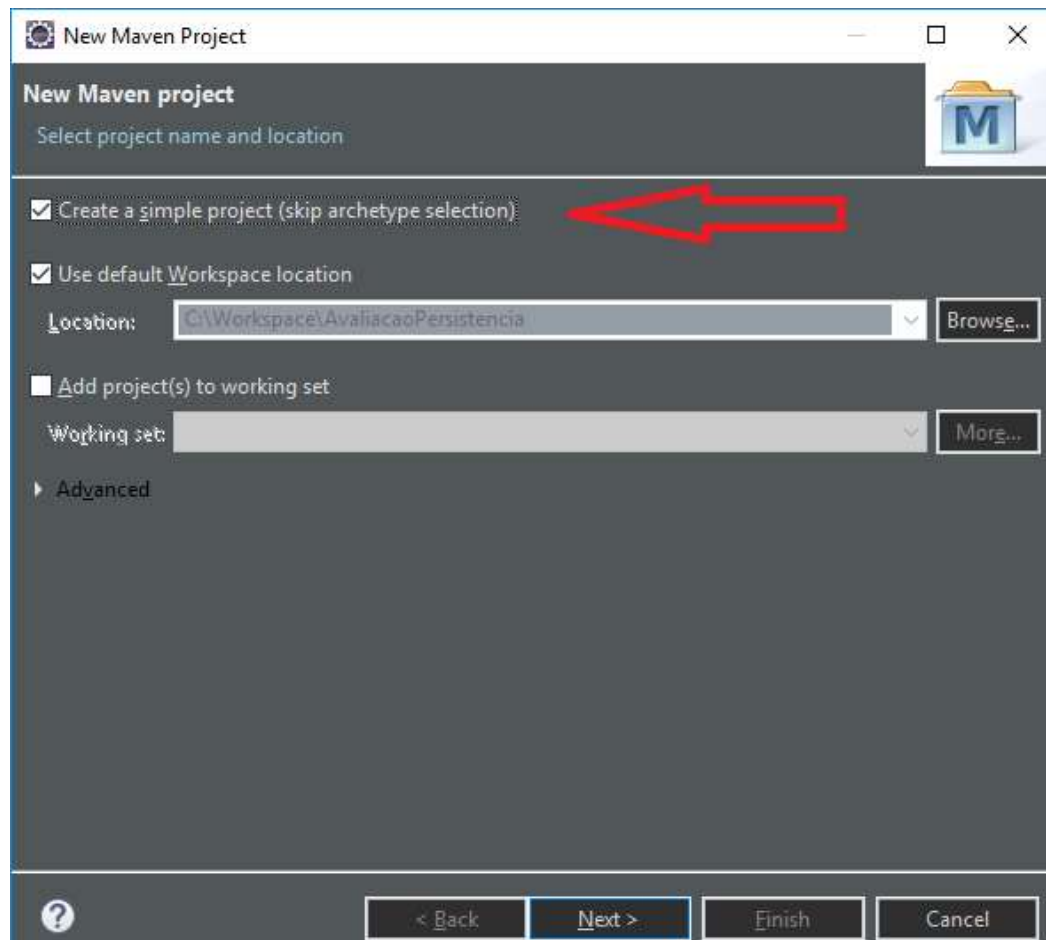 New Maven Project
New Maven project
Select project name and location
M
Create a simple project (skip archetype selection)
Use default Workspace location
Location: C:\Workspace\AvaliacaoPersistencia Browse...
Add project(s) to working set
Working set: More...
Advanced
? < Back Next > Finish Cancel